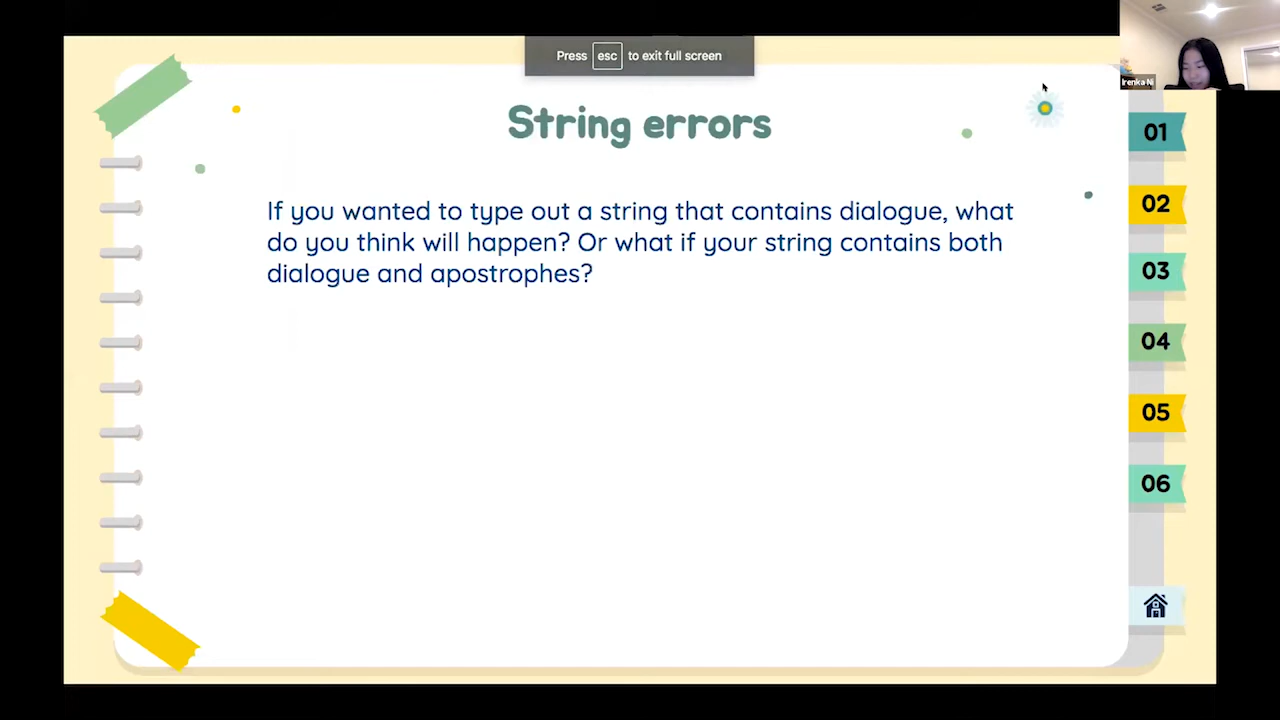 Press esc to exit full screen
Irenka Ni
String errors
If you wanted to type out a string that contains dialogue, what
do you think will happen? Or what if your string contains both
dialogue and apostrophes?
01
02
03
04
05
06